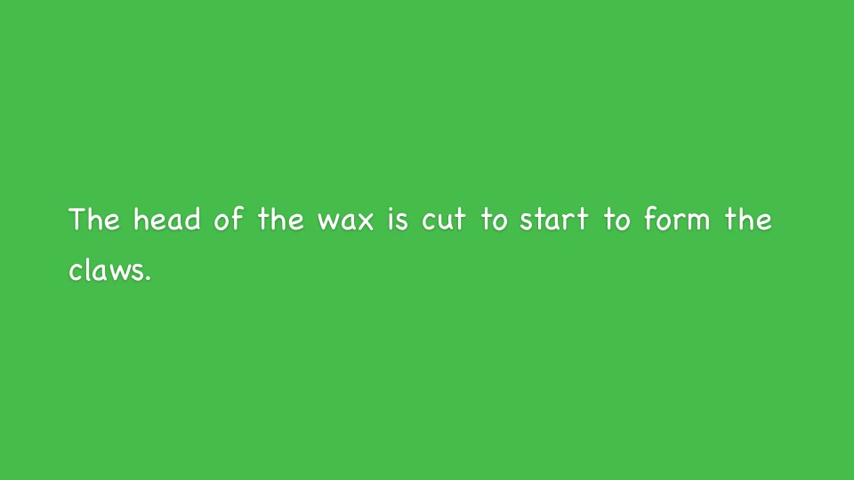 The head of the wax is cut to start to form the
claws.